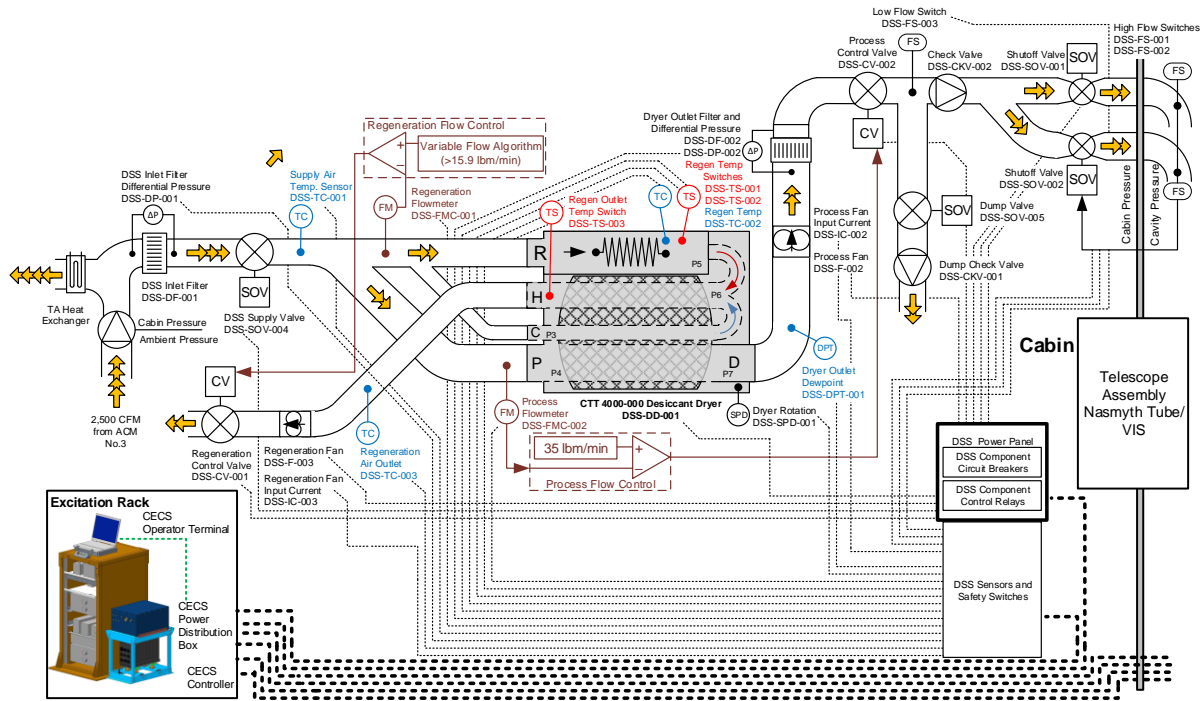 Low Flow Switch
DSS-FS-003
Process
Control Valve
DSS-CV-002
FS
Check Valve
DSS-CKV-002
Shutoff Valve
DSS-SOV-001
SOV
High Flow Switches
DSS-FS-001
DSS-FS-002
FS
CV
Dryer Outlet Filter and
Differential Pressure
DSS-DF-002
DSS-DP-002
ΔP
Regeneration Flow Control
Variable Flow Algorithm
(>15.9 lbm/min)
+
−
Supply Air
Temp. Sensor
DSS-TC-001
TC
DSS Inlet Filter
Differential Pressure
DSS-DP-001
ΔP
Regeneration
Flowmeter
DSS-FMC-001
FM
Regen Temp
Switches
DSS-TS-001
DSS-TS-002
Regen Temp
DSS-TC-002
TS
Regen Outlet
Temp Switch
DSS-TS-003
TC
TS
Shutoff Valve
DSS-SOV-002
SOV
FS
Cabin Pressure
Cavity Pressure
Process Fan
Input Current
DSS-IC-002
Process Fan
DSS-F-002
SOV
Dump Valve
DSS-SOV-005
Dump Check Valve
DSS-CKV-001
TA Heat
Exchanger
DSS Inlet Filter
DSS-DF-001
SOV
DSS Supply Valve
DSS-SOV-004
Cabin Pressure
Ambient Pressure
R
P5
H
P6
C
P3
P
P4
D
P7
DPT
Dryer Outlet
Dewpoint
DSS-DPT-001
CTT 4000-000 Desiccant Dryer
DSS-DD-001
SPD
Dryer Rotation
DSS-SPD-001
2,500 CFM
from ACM
No.3
CV
TC
FM
Process
Flowmeter
DSS-FMC-002
35 lbm/min
+
−
Process Flow Control
Regeneration
Control Valve
DSS-CV-001
Regeneration Fan
DSS-F-003
Regeneration Fan
Input Current
DSS-IC-003
Regeneration
Air Outlet
DSS-TC-003
Cabin
Telescope
Assembly
Nasmyth Tube/
VIS
DSS Power Panel
DSS Component
Circuit Breakers
DSS Component
Control Relays
DSS Sensors and
Safety Switches
Excitation Rack
CECS
Operator Terminal
CECS
Power
Distribution
Box
CECS
Controller